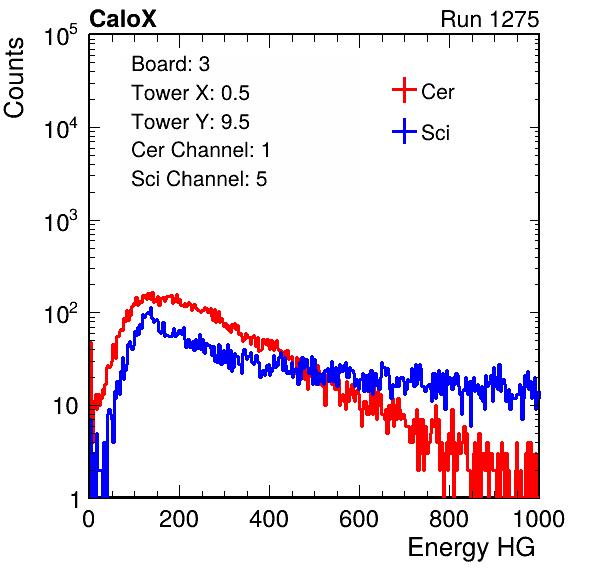 CaloX Run 1275
Counts
10^5
10^4
10^3
10^2
10
1
Board: 3
Tower X: 0.5
Tower Y: 9.5
Cer Channel: 1
Sci Channel: 5
Cer
Sci
0 200 400 600 800 1000
Energy HG